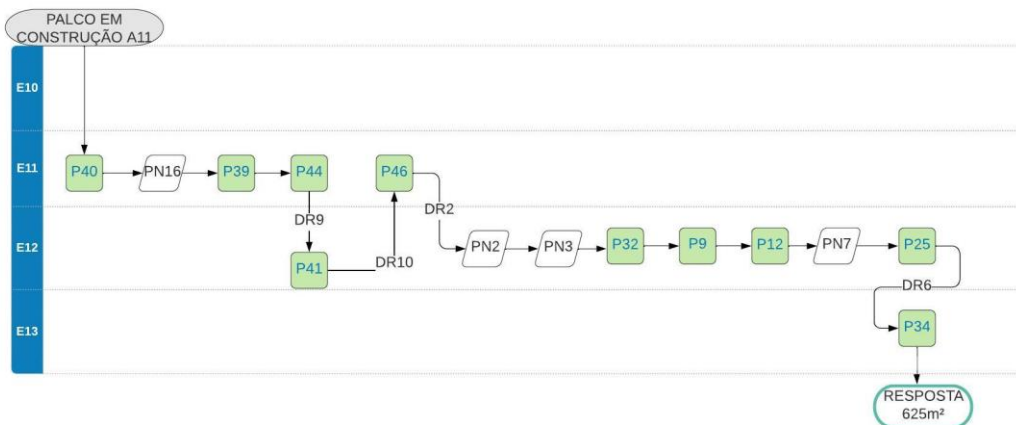 PALCO EM
CONSTRUÇÃO A11
E10
E11
P40
PN16
P39
P44
P46
DR9
DR2
E12
P41
DR10
PN2
PN3
P32
P9
P12
PN7
P25
DR6
E13
P34
RESPOSTA
625m²